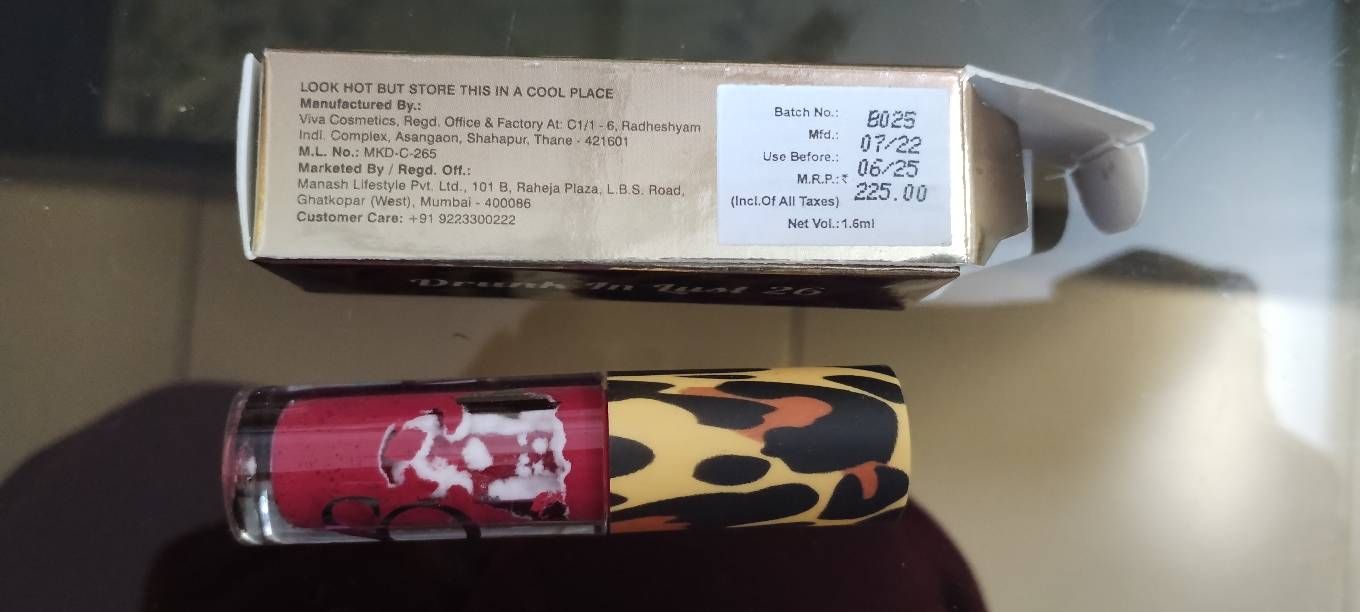 LOOK HOT BUT STORE THIS IN A COOL PLACE
Manufactured By.:
Viva Cosmetics, Regd. Office & Factory At: C1/1 - 6, Radheshyam
Indl. Complex, Asangaon, Shahapur, Thane - 421601
M.L. No.: MKD-C-265
Marketed By / Regd. Off.:
Manash Lifestyle Pvt. Ltd., 101 B, Raheja Plaza, L.B.S. Road,
Ghatkopar (West), Mumbai - 400086
Customer Care: +91 9223300222
Batch No.: B025
Mfd.: 07/22
Use Before.: 06/25
M.R.P.:₹ 225.00
(Incl.Of All Taxes)
Net Vol.: 1.6ml
Drunk In Lust 26